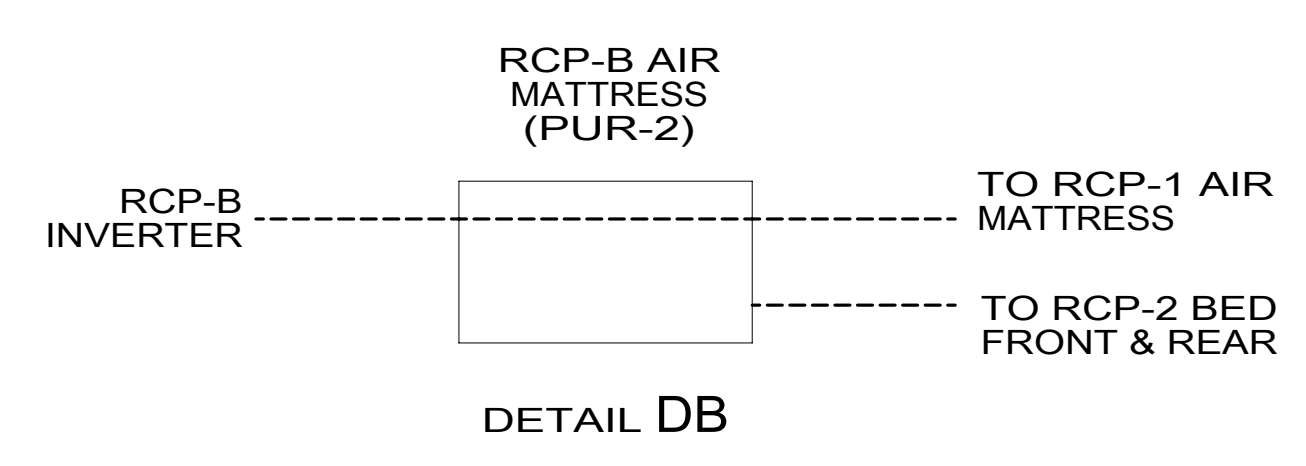 RCP-B AIR
MATTRESS
(PUR-2)
RCP-B
INVERTER
TO RCP-1 AIR
MATTRESS
TO RCP-2 BED
FRONT & REAR
DETAIL DB